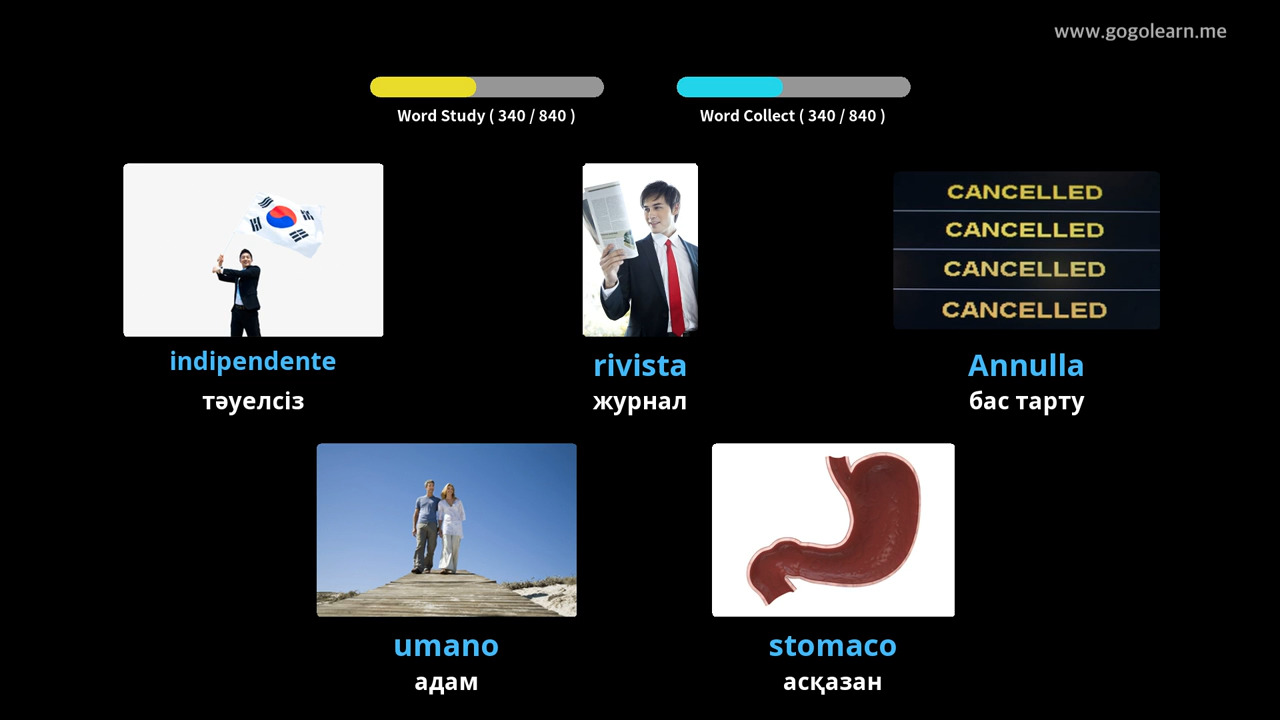 www.gogolearn.me
Word Study ( 340 / 840 )
Word Collect ( 340 / 840 )
CANCELLED
CANCELLED
CANCELLED
CANCELLED
indipendente
тәуелсіз
rivista
журнал
Annulla
бас тарту
umano
адам
stomaco
асқазан